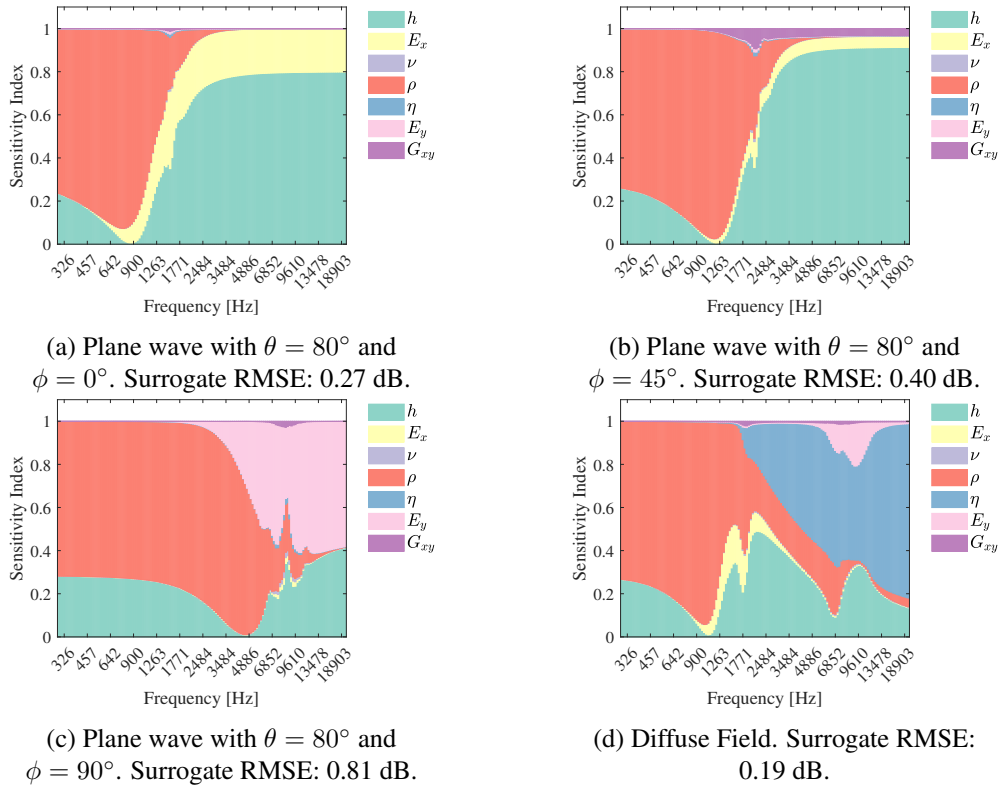 1
0.8
0.6
0.4
0.2
0
Sensitivity Index
326 457 642 900 1263 1771 2484 3484 4886 6852 9610 13478 18903
Frequency [Hz]
h
E_x
ν
ρ
η
E_y
G_{xy}
(a) Plane wave with θ = 80° and
φ = 0°. Surrogate RMSE: 0.27 dB.
1
0.8
0.6
0.4
0.2
0
Sensitivity Index
326 457 642 900 1263 1771 2484 3484 4886 6852 9610 13478 18903
Frequency [Hz]
h
E_x
ν
ρ
η
E_y
G_{xy}
(b) Plane wave with θ = 80° and
φ = 45°. Surrogate RMSE: 0.40 dB.
1
0.8
0.6
0.4
0.2
0
Sensitivity Index
326 457 642 900 1263 1771 2484 3484 4886 6852 9610 13478 18903
Frequency [Hz]
h
E_x
ν
ρ
η
E_y
G_{xy}
(c) Plane wave with θ = 80° and
φ = 90°. Surrogate RMSE: 0.81 dB.
1
0.8
0.6
0.4
0.2
0
Sensitivity Index
326 457 642 900 1263 1771 2484 3484 4886 6852 9610 13478 18903
Frequency [Hz]
h
E_x
ν
ρ
η
E_y
G_{xy}
(d) Diffuse Field. Surrogate RMSE:
0.19 dB.